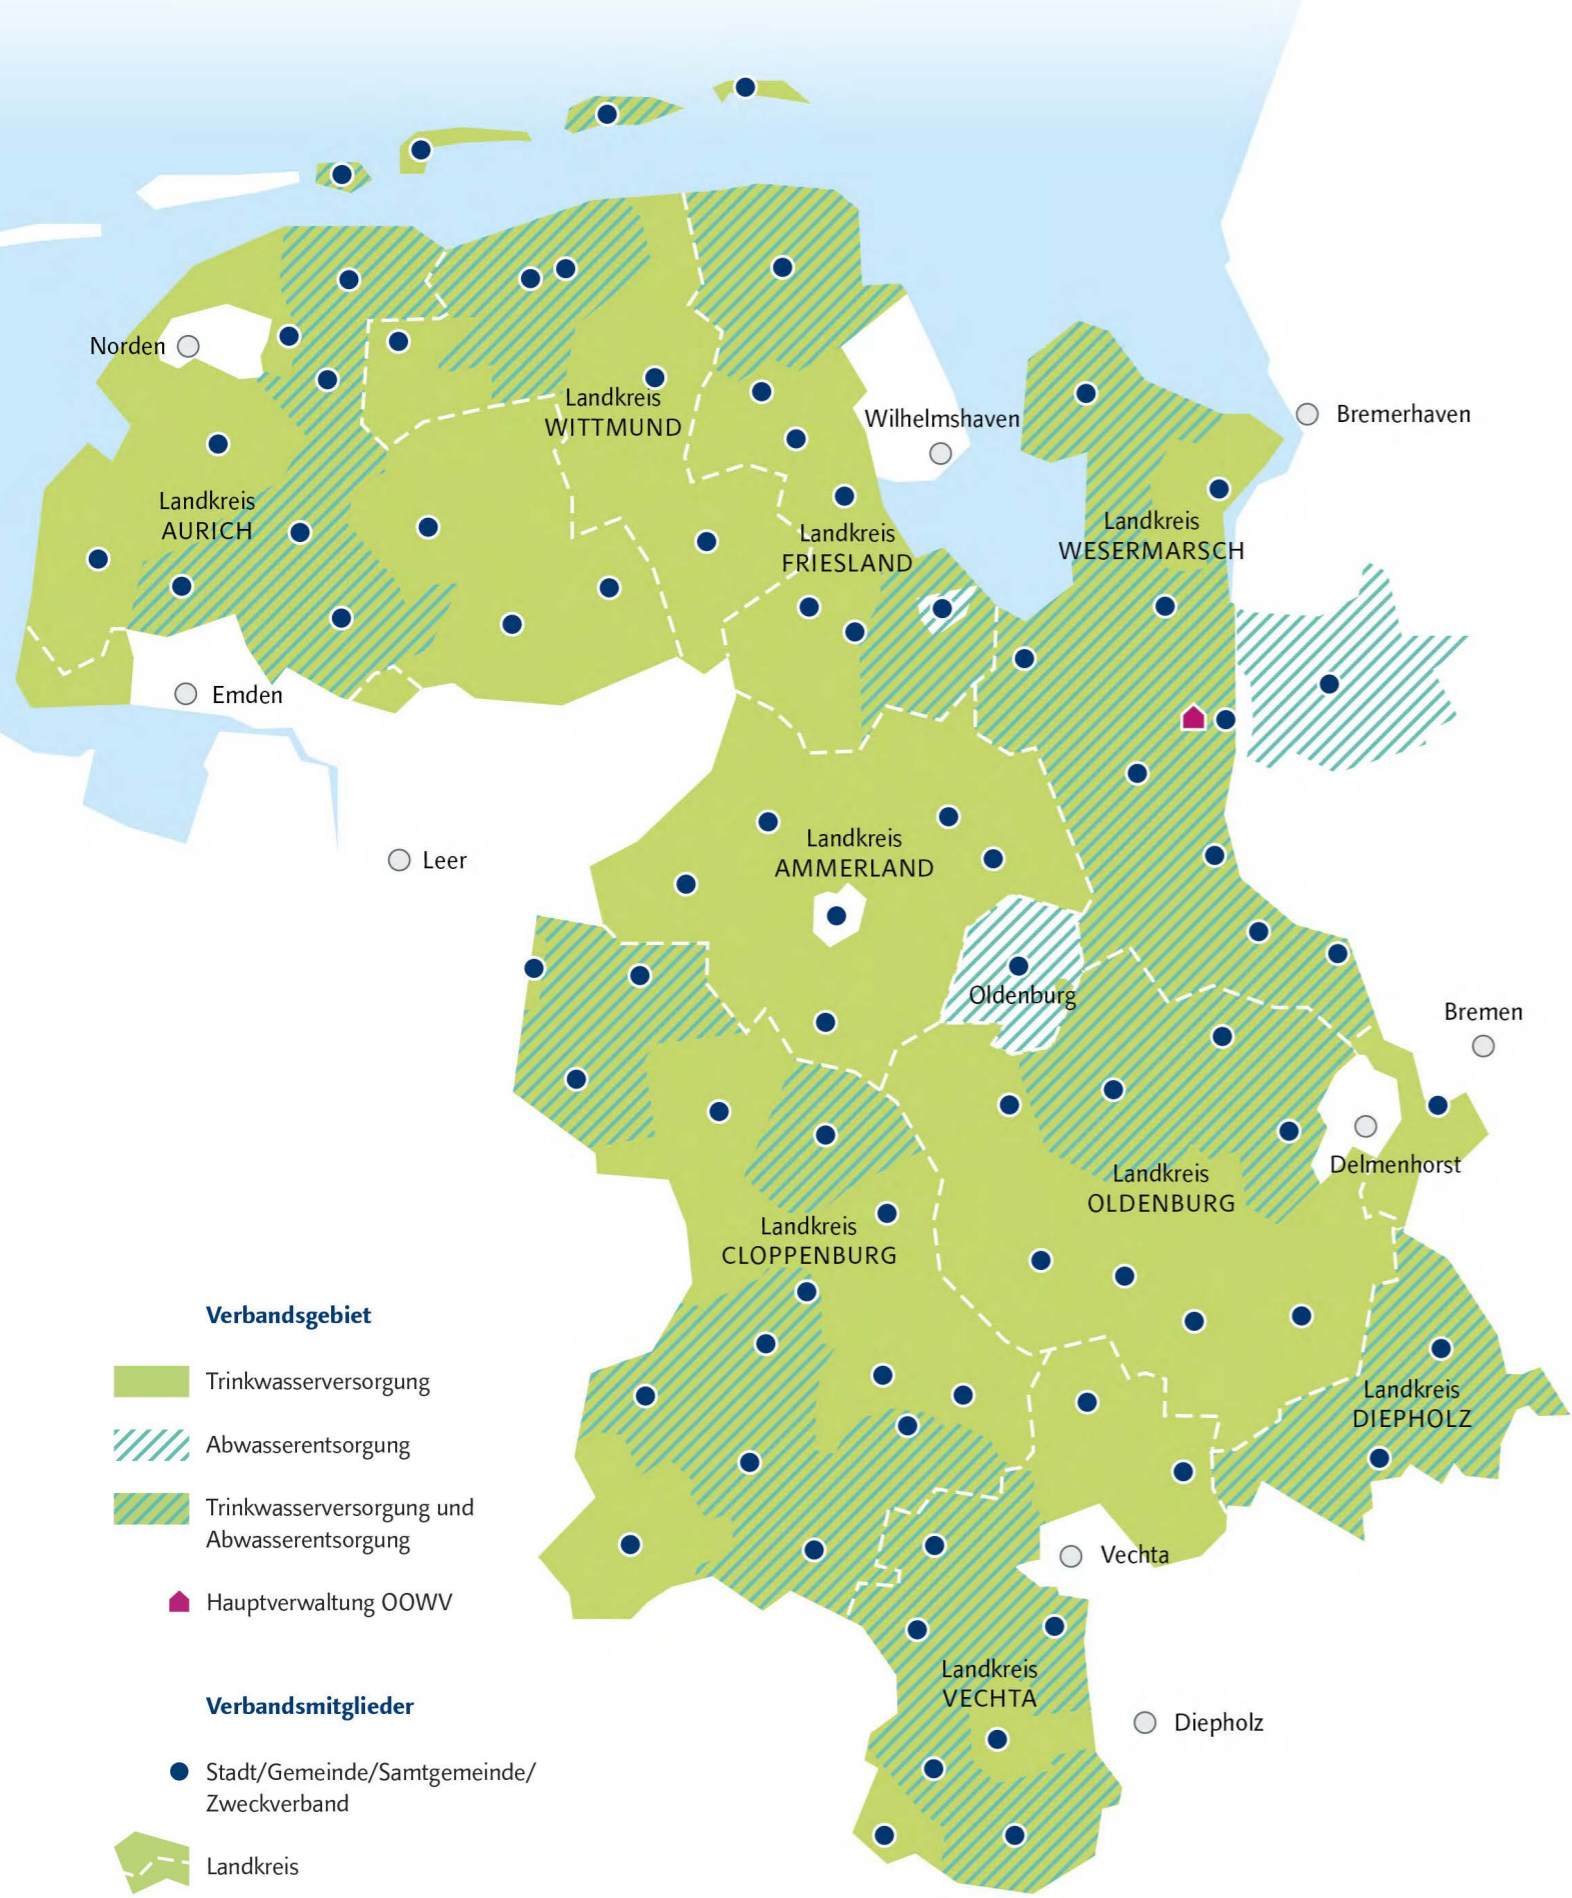 Norden
Wilhelmshaven
Bremerhaven
Landkreis
WITTMUND
Landkreis
AURICH
Landkreis
FRIESLAND
Landkreis
WESERMARSCH
Emden
Leer
Landkreis
AMMERLAND
Oldenburg
Bremen
Delmenhorst
Landkreis
OLDENBURG
Landkreis
CLOPPENBURG
Landkreis
DIEPHOLZ
Vechta
Landkreis
VECHTA
Diepholz
Verbandsgebiet
Trinkwasserversorgung
Abwasserentsorgung
Trinkwasserversorgung und
Abwasserentsorgung
Hauptverwaltung OOWV
Verbandsmitglieder
Stadt/Gemeinde/Samtgemeinde/
Zweckverband
Landkreis